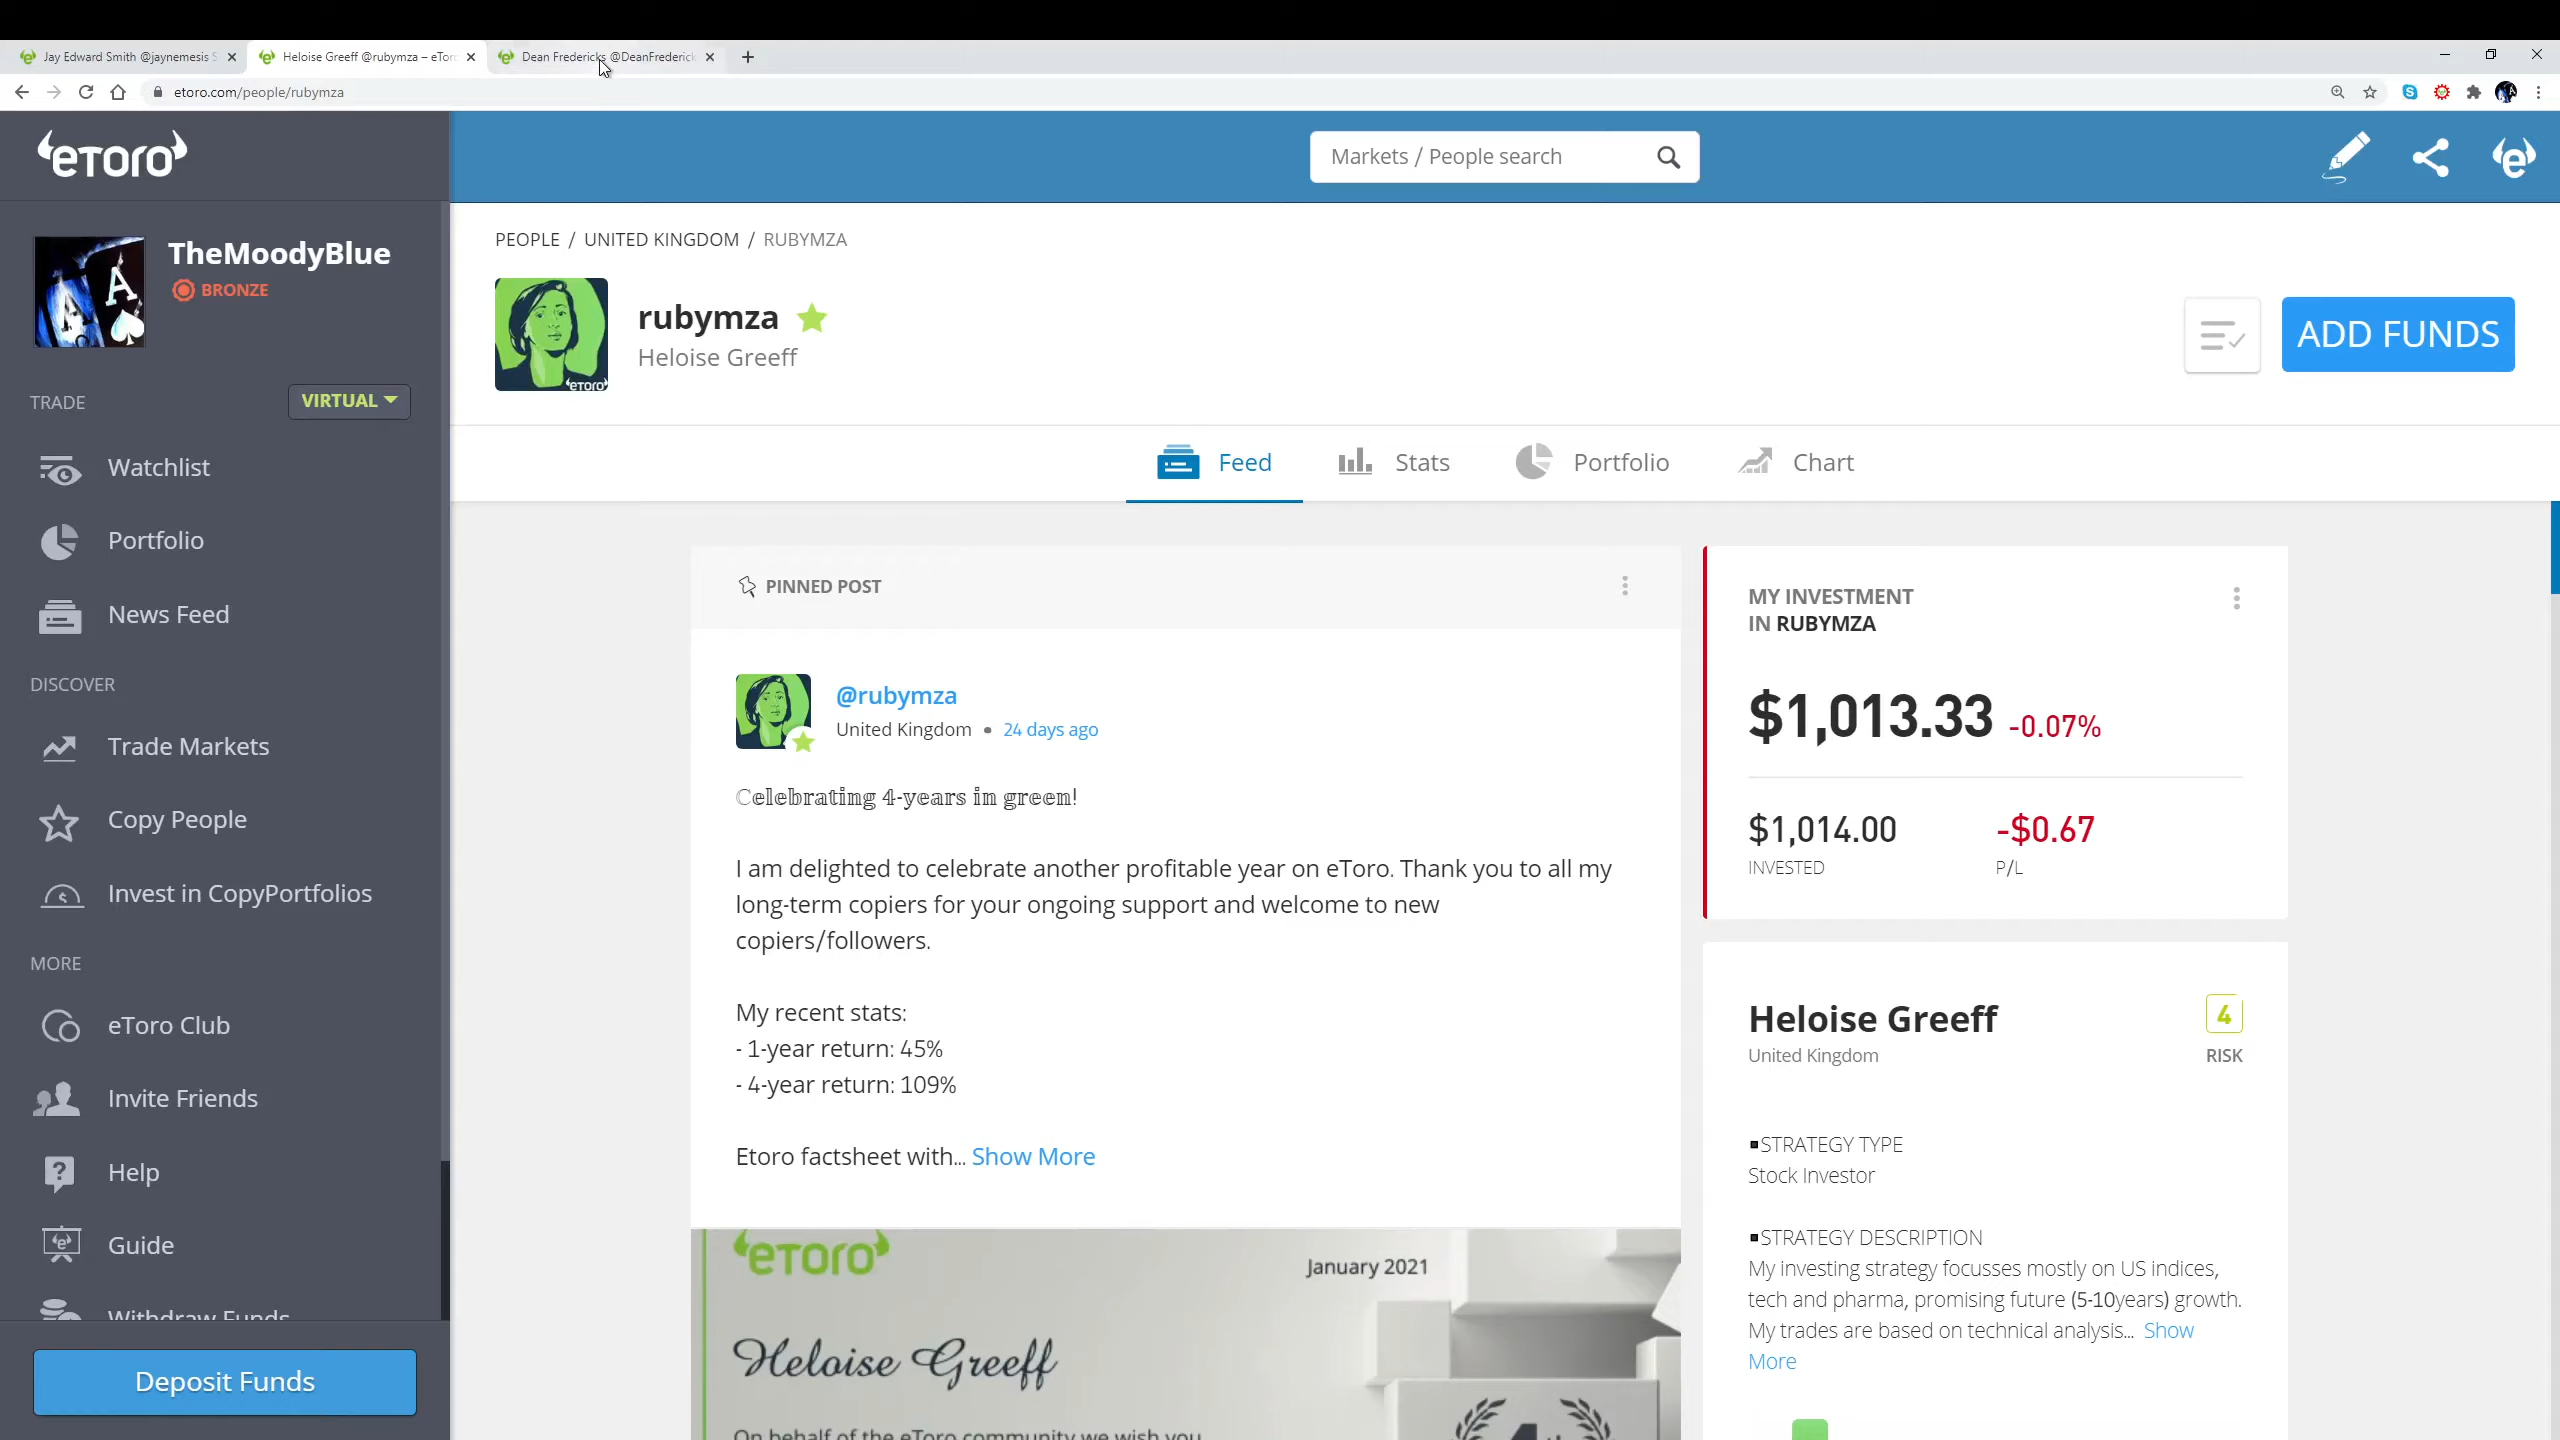 Jay Edward Smith @jaynemesis S
Heloise Greeff @rubymza – eToro
Dean Fredericks @DeanFrederick
etoro.com/people/rubymza
eToro
Markets / People search
TheMoodyBlue
BRONZE
TRADE
VIRTUAL
Watchlist
Portfolio
News Feed
DISCOVER
Trade Markets
Copy People
Invest in CopyPortfolios
MORE
eToro Club
Invite Friends
Help
Guide
Withdraw Funds
Deposit Funds
PEOPLE / UNITED KINGDOM / RUBYMZA
eToro
rubymza
Heloise Greeff
ADD FUNDS
Feed
Stats
Portfolio
Chart
PINNED POST
@rubymza
United Kingdom • 24 days ago
Celebrating 4-years in green!
I am delighted to celebrate another profitable year on eToro. Thank you to all my
long-term copiers for your ongoing support and welcome to new
copiers/followers.
My recent stats:
- 1-year return: 45%
- 4-year return: 109%
Etoro factsheet with... Show More
eToro
January 2021
Heloise Greeff
On behalf of the eToro community we wish you
MY INVESTMENT
IN RUBYMZA
$1,013.33 -0.07%
$1,014.00 -$0.67
INVESTED P/L
Heloise Greeff
4
United Kingdom
RISK
▪STRATEGY TYPE
Stock Investor
▪STRATEGY DESCRIPTION
My investing strategy focusses mostly on US indices,
tech and pharma, promising future (5-10years) growth.
My trades are based on technical analysis... Show
More